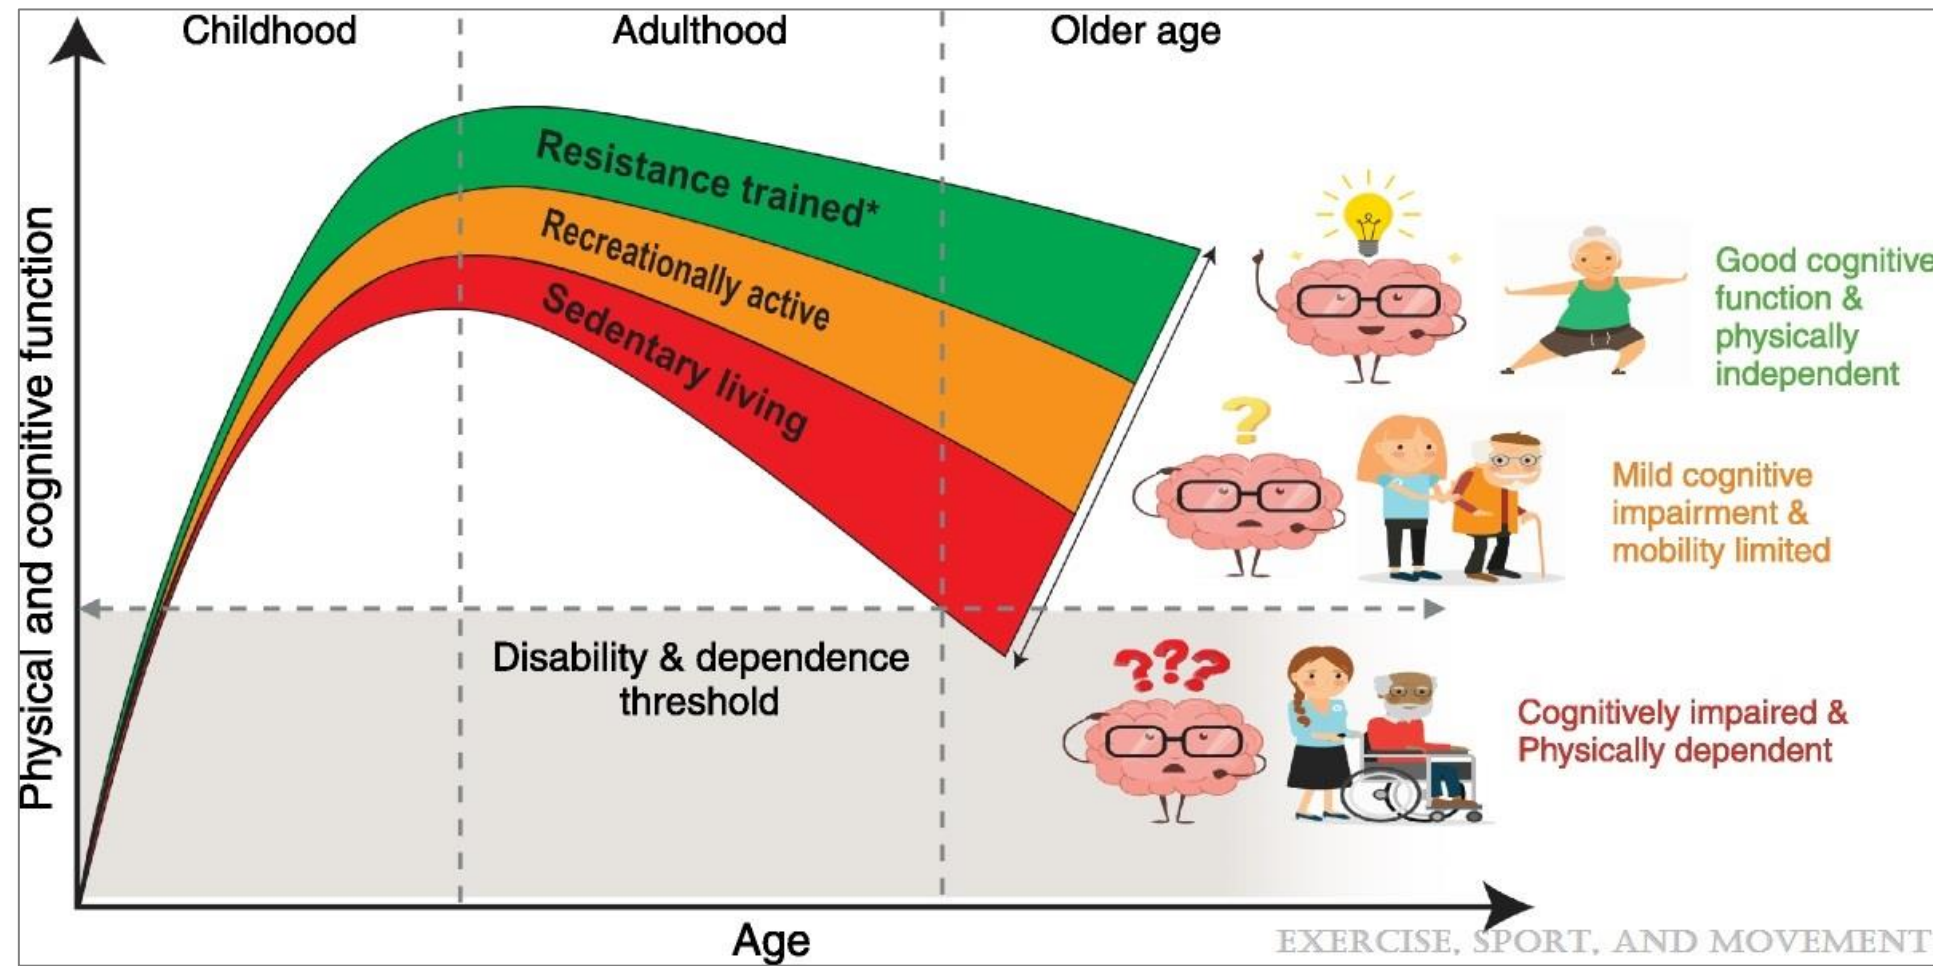 Childhood
Adulthood
Older age
Physical and cognitive function
Resistance trained*
Recreationally active
Sedentary living
Good cognitive
function &
physically
independent
?
Mild cognitive
impairment &
mobility limited
Disability & dependence
threshold
???
Cognitively impaired &
Physically dependent
Age
EXERCISE, SPORT, AND MOVEMENT